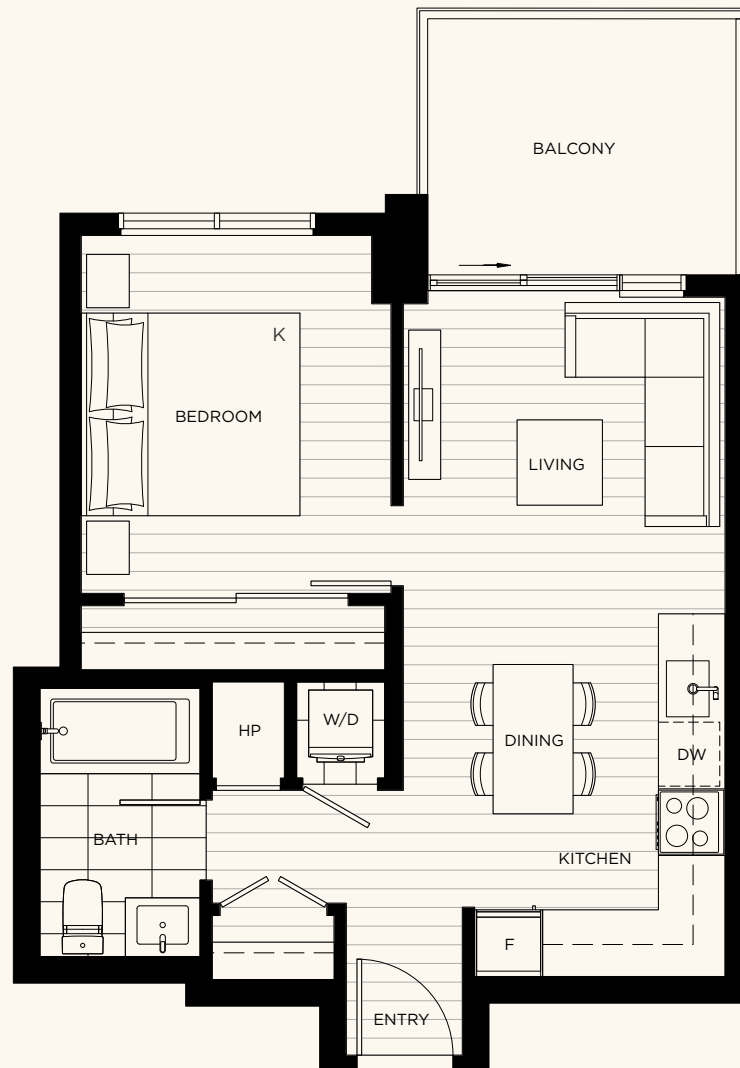 BALCONY
K
BEDROOM
LIVING
HP
W/D
DINING
DW
BATH
KITCHEN
F
ENTRY